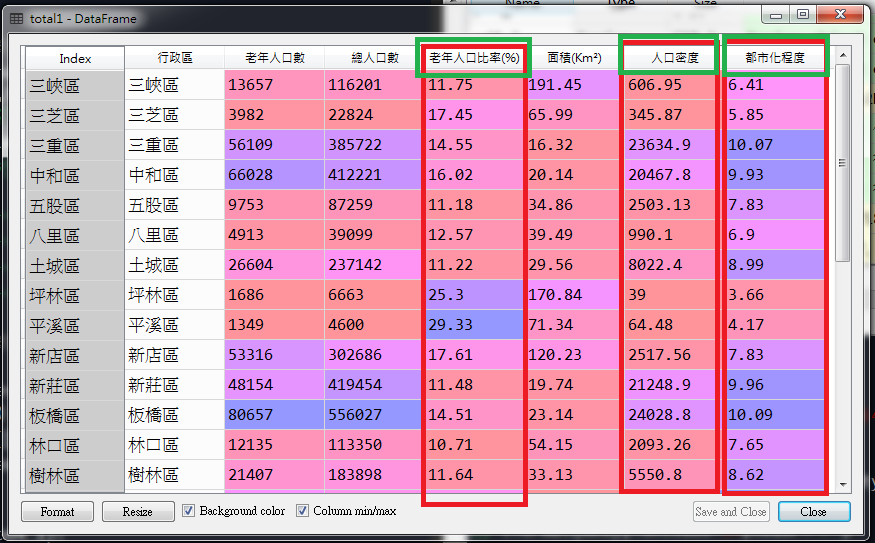 Name Type Size
total1 - DataFrame
Index 行政區 老年人口數 總人口數 老年人口比率(%) 面積(Km²) 人口密度 都市化程度
三峽區 三峽區 13657 116201 11.75 191.45 606.95 6.41
三芝區 三芝區 3982 22824 17.45 65.99 345.87 5.85
三重區 三重區 56109 385722 14.55 16.32 23634.9 10.07
中和區 中和區 66028 412221 16.02 20.14 20467.8 9.93
五股區 五股區 9753 87259 11.18 34.86 2503.13 7.83
八里區 八里區 4913 39099 12.57 39.49 990.1 6.9
土城區 土城區 26604 237142 11.22 29.56 8022.4 8.99
坪林區 坪林區 1686 6663 25.3 170.84 39 3.66
平溪區 平溪區 1349 4600 29.33 71.34 64.48 4.17
新店區 新店區 53316 302686 17.61 120.23 2517.56 7.83
新莊區 新莊區 48154 419454 11.48 19.74 21248.9 9.96
板橋區 板橋區 80657 556027 14.51 23.14 24028.8 10.09
林口區 林口區 12135 113350 10.71 54.15 2093.26 7.65
樹林區 樹林區 21407 183898 11.64 33.13 5550.8 8.62
Format Resize Background color Column min/max Save and Close Close